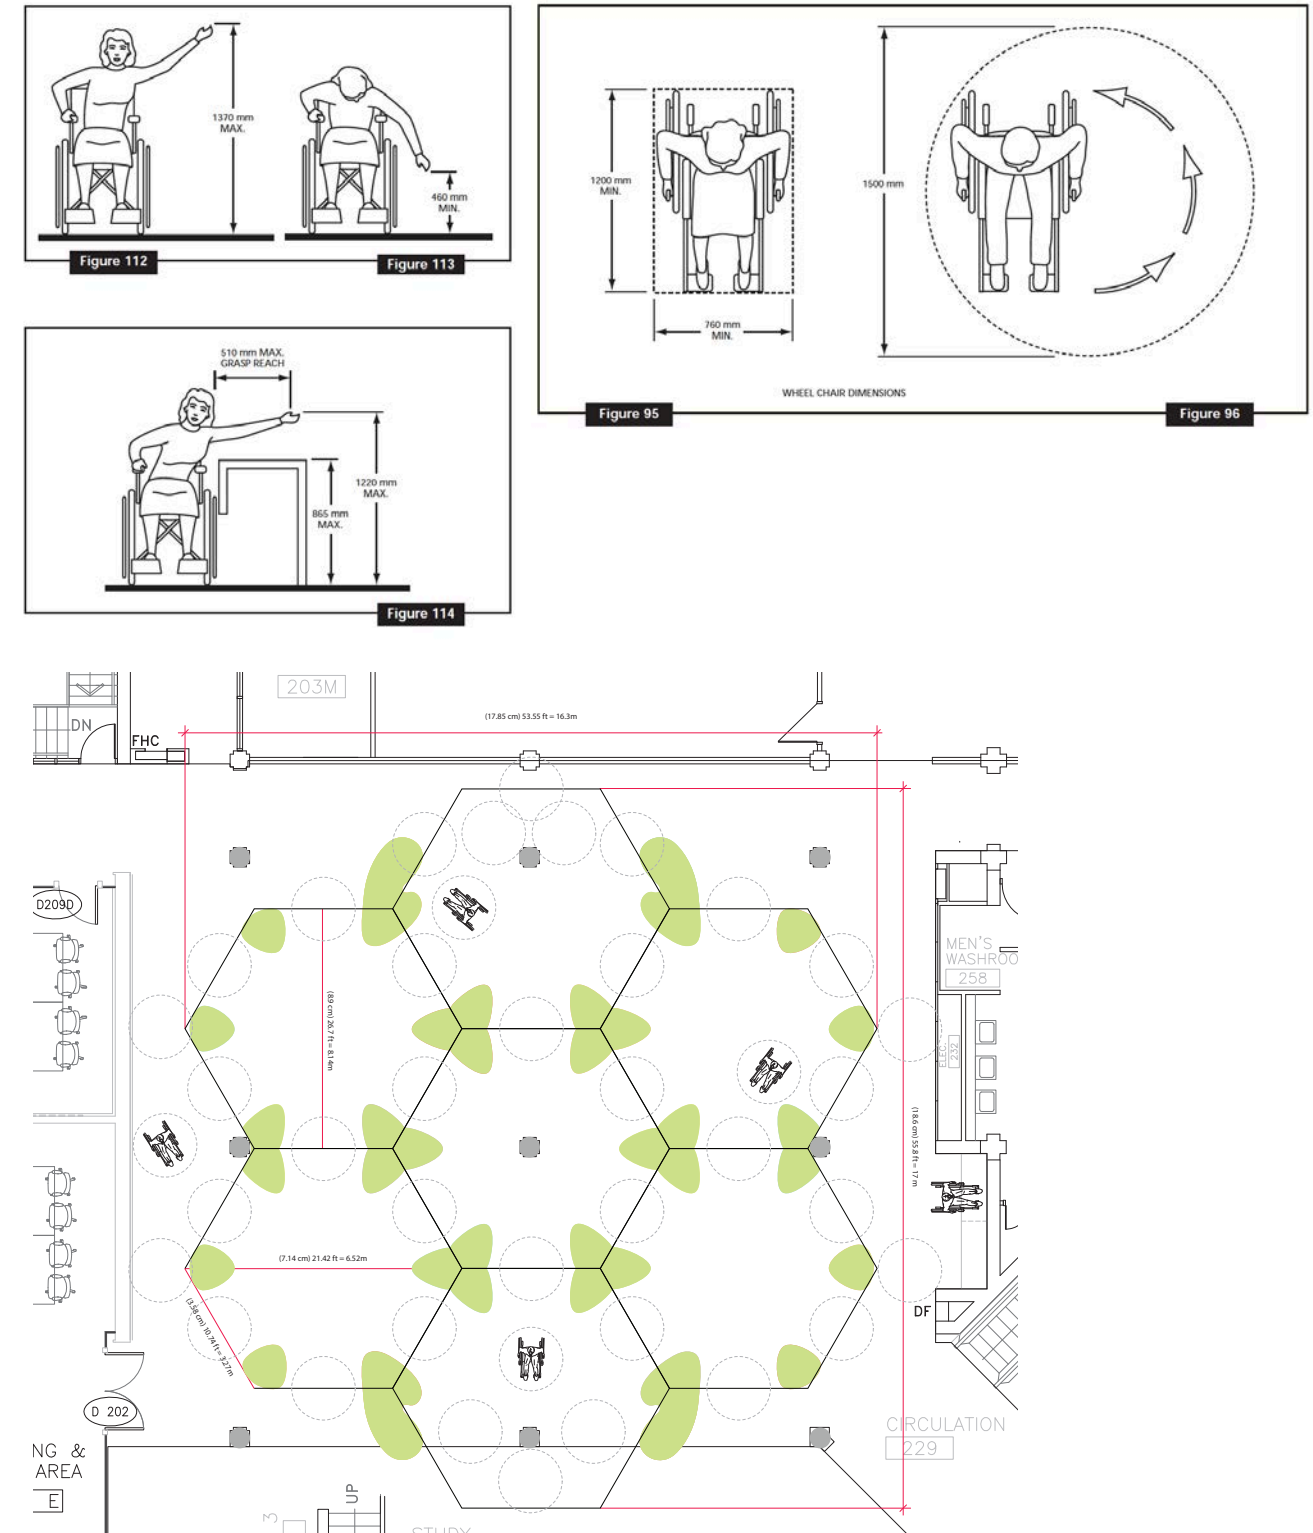 1370 mm
MAX.
460 mm
MIN.
Figure 112
Figure 113
1200 mm
MIN.
760 mm
MIN.
1500 mm
WHEEL CHAIR DIMENSIONS
Figure 95
Figure 96
510 mm MAX.
GRASP REACH
1220 mm
MAX.
865 mm
MAX.
Figure 114
203M
DN
FHC
(17.85 cm) 53.55 ft = 16.3m
D209D
MEN'S
WASHROO
258
(8.9 cm) 26.7 ft = 8.14m
ELEC.
232
(18.6 cm) 55.8 ft = 17 m
(7.14 cm) 21.42 ft = 6.52m
(3.58 cm) 10.74 ft = 3.27m
DF
D 202
CIRCULATION
229
NG &
AREA
E
UP
3
STUDY